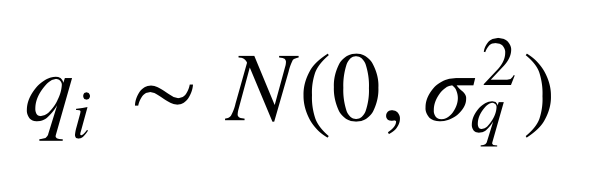 q_i ~ N(0, σ_q^2)